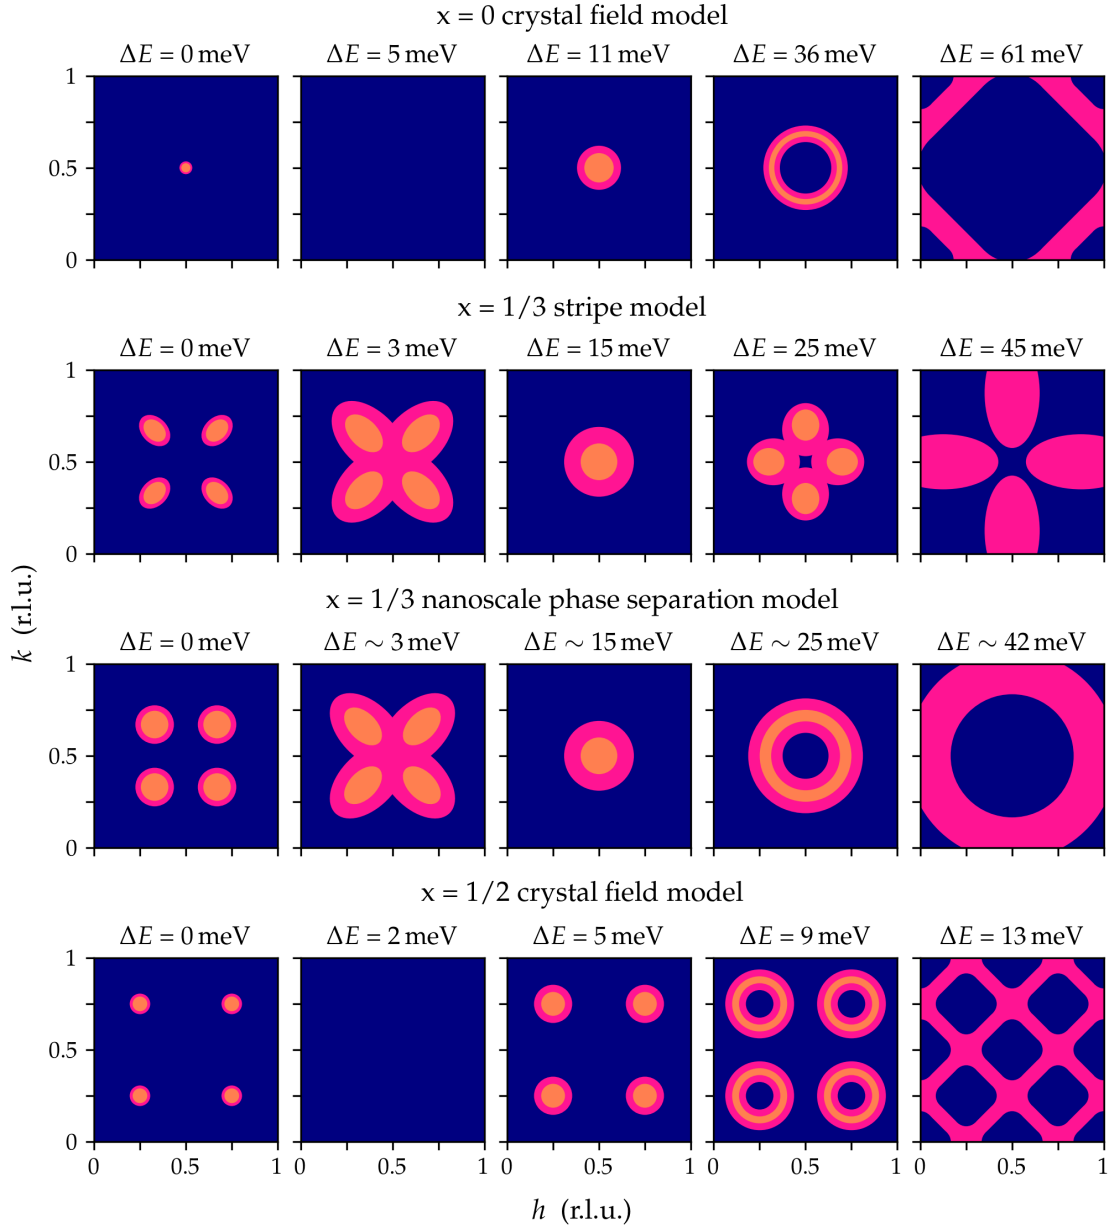 x = 0 crystal field model
ΔE = 0 meV ΔE = 5 meV ΔE = 11 meV ΔE = 36 meV ΔE = 61 meV
1
0.5
0
x = 1/3 stripe model
ΔE = 0 meV ΔE = 3 meV ΔE = 15 meV ΔE = 25 meV ΔE = 45 meV
1
0.5
0
x = 1/3 nanoscale phase separation model
ΔE = 0 meV ΔE ∼ 3 meV ΔE ∼ 15 meV ΔE ∼ 25 meV ΔE ∼ 42 meV
1
0.5
0
x = 1/2 crystal field model
ΔE = 0 meV ΔE = 2 meV ΔE = 5 meV ΔE = 9 meV ΔE = 13 meV
1
0.5
0
0 0.5 1 0 0.5 1 0 0.5 1 0 0.5 1 0 0.5 1
h (r.l.u.)
k (r.l.u.)